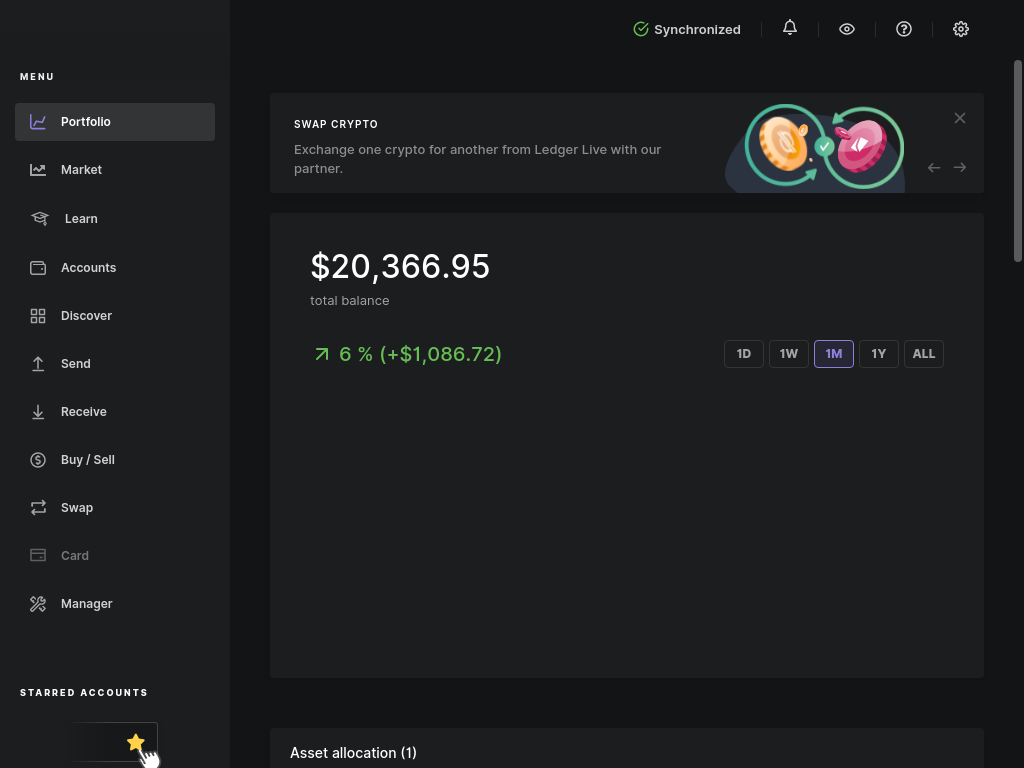 Synchronized
MENU
Portfolio
Market
Learn
Accounts
Discover
Send
Receive
Buy / Sell
Swap
Card
Manager
STARRED ACCOUNTS
SWAP CRYPTO
Exchange one crypto for another from Ledger Live with our
partner.
$20,366.95
total balance
6 % (+$1,086.72)
1D 1W 1M 1Y ALL
Asset allocation (1)